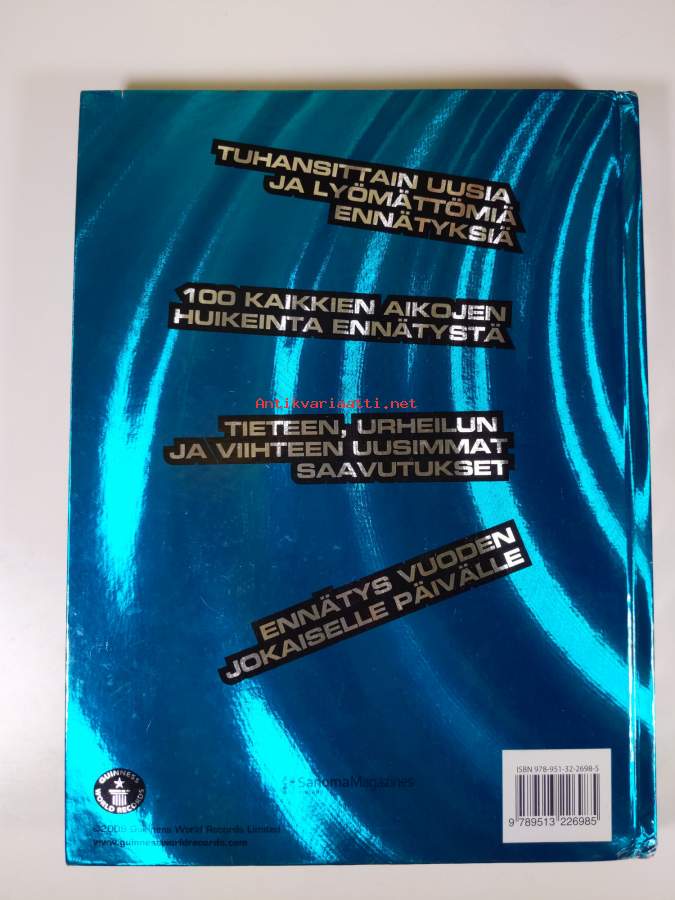 TUHANSITTAIN UUSIA
JA LYÖMÄTTÖMIÄ
ENNÄTYKSIÄ
100 KAIKKIEN AIKOJEN
HUIKEINTA ENNÄTYSTÄ
Antikvariaatti.net
TIETEEN, URHEILUN
JA VIIHTEEN UUSIMMAT
SAAVUTUKSET
ENNÄTYS VUODEN
JOKAISELLE PÄIVÄLLE
GUINNESS
WORLD RECORDS
SanomaMagazines
©2009 Guinness World Records Limited
www.guinnessworldrecords.com
ISBN 978-951-32-2698-5
9 789513 226985